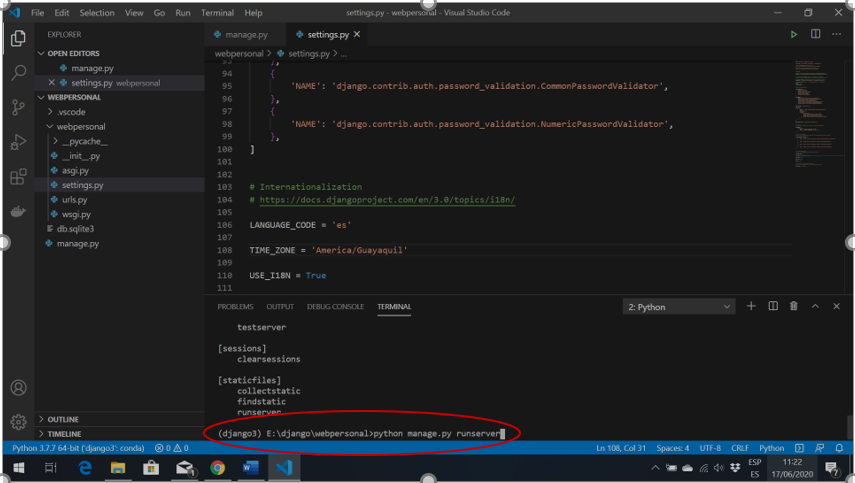 File Edit Selection View Go Run Terminal Help settings.py - webpersonal - Visual Studio Code
EXPLORER
OPEN EDITORS
manage.py
settings.py webpersonal
WEBPERSONAL
.vscode
webpersonal
__pycache__
__init__.py
asgi.py
settings.py
urls.py
wsgi.py
db.sqlite3
manage.py
OUTLINE
TIMELINE
manage.py settings.py
webpersonal > settings.py > ...
93 },
94 {
95 'NAME': 'django.contrib.auth.password_validation.CommonPasswordValidator',
96 },
97 {
98 'NAME': 'django.contrib.auth.password_validation.NumericPasswordValidator',
99 },
100 ]
101
102
103 # Internationalization
104 # https://docs.djangoproject.com/en/3.0/topics/i18n/
105
106 LANGUAGE_CODE = 'es'
107
108 TIME_ZONE = 'America/Guayaquil'
109
110 USE_I18N = True
111
PROBLEMS OUTPUT DEBUG CONSOLE TERMINAL 2: Python
testserver
[sessions]
clearsessions
[staticfiles]
collectstatic
findstatic
runserver
(django3) E:\django\webpersonal>python manage.py runserver
Python 3.7.7 64-bit ('django3': conda) 0 0 Ln 108, Col 31 Spaces: 4 UTF-8 CRLF Python
ESP
ES
11:22
17/06/2020